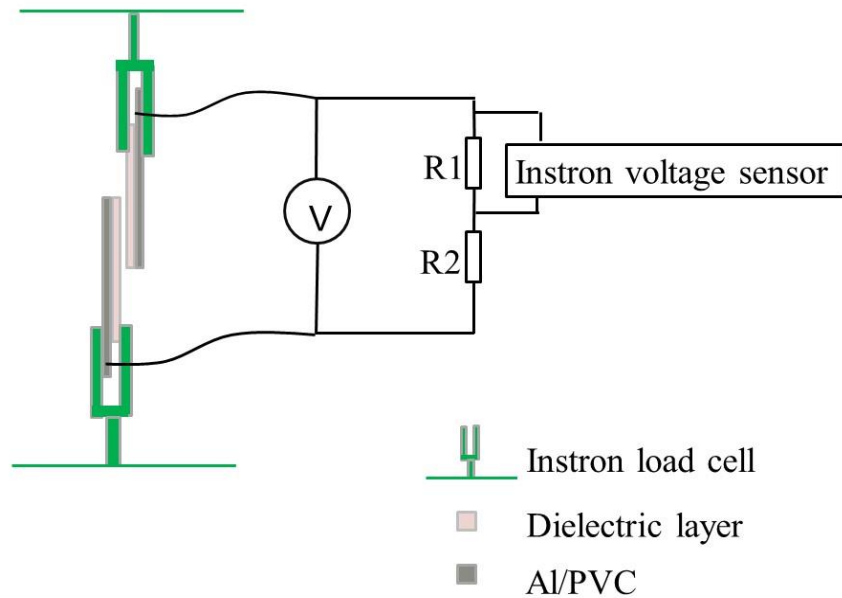 R1
Instron voltage sensor
V
R2
Instron load cell
Dielectric layer
Al/PVC